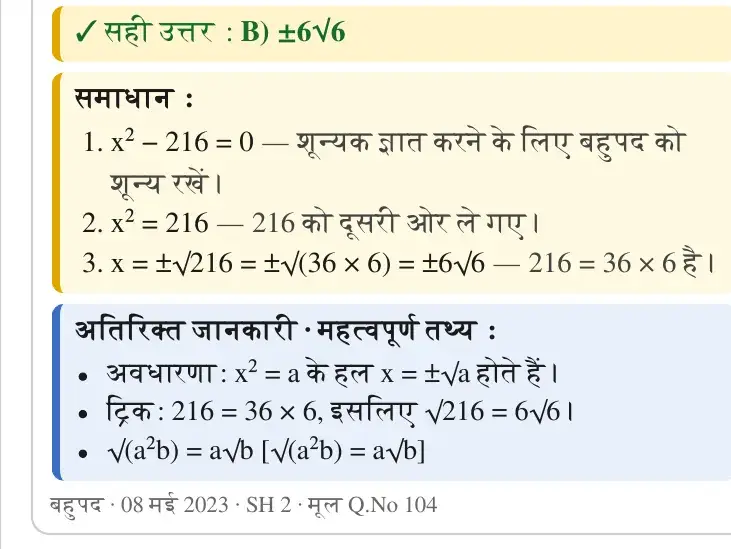 ✓ सही उत्तर : B) ±6√6
समाधान :
1. x² − 216 = 0 — शून्यक ज्ञात करने के लिए बहुपद को
शून्य रखें।
2. x² = 216 — 216 को दूसरी ओर ले गए।
3. x = ±√216 = ±√(36 × 6) = ±6√6 — 216 = 36 × 6 है।
अतिरिक्त जानकारी · महत्वपूर्ण तथ्य :
• अवधारणा : x² = a के हल x = ±√a होते हैं।
• ट्रिक : 216 = 36 × 6, इसलिए √216 = 6√6।
• √(a²b) = a√b [√(a²b) = a√b]
बहुपद · 08 मई 2023 · SH 2 · मूल Q.No 104